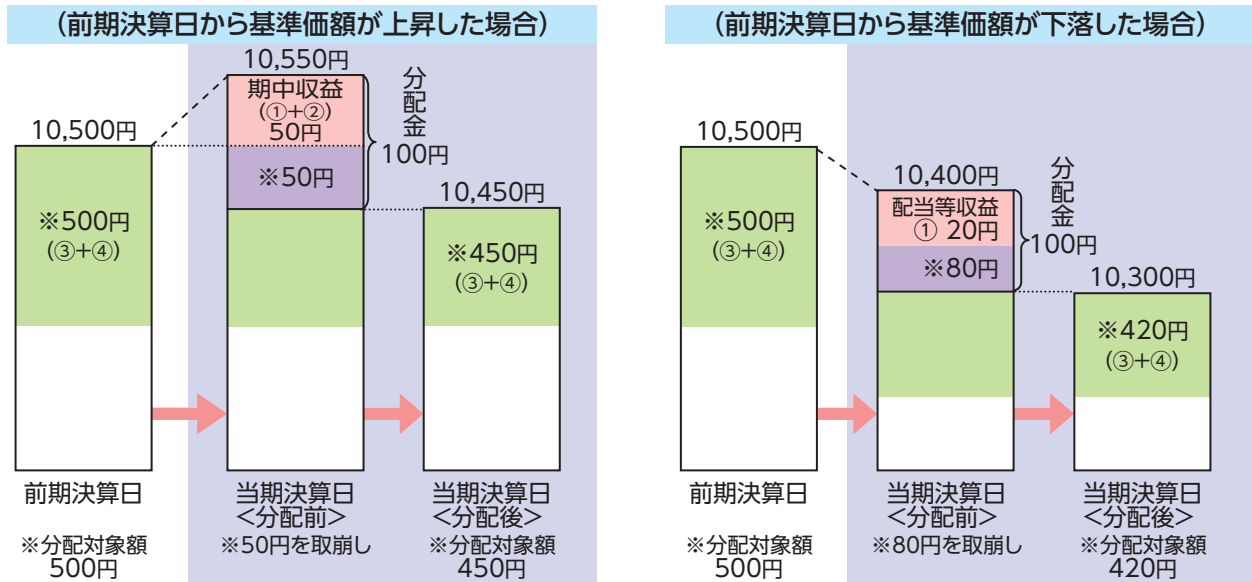 (前期決算日から基準価額が上昇した場合)
10,550円
期中収益
(①+②)
50円
※50円
分配金
100円
10,500円
※500円
(③+④)
10,450円
※450円
(③+④)
前期決算日
※分配対象額
500円
当期決算日
<分配前>
※50円を取崩し
当期決算日
<分配後>
※分配対象額
450円
(前期決算日から基準価額が下落した場合)
10,500円
※500円
(③+④)
10,400円
配当等収益
① 20円
※80円
分配金
100円
10,300円
※420円
(③+④)
前期決算日
※分配対象額
500円
当期決算日
<分配前>
※80円を取崩し
当期決算日
<分配後>
※分配対象額
420円